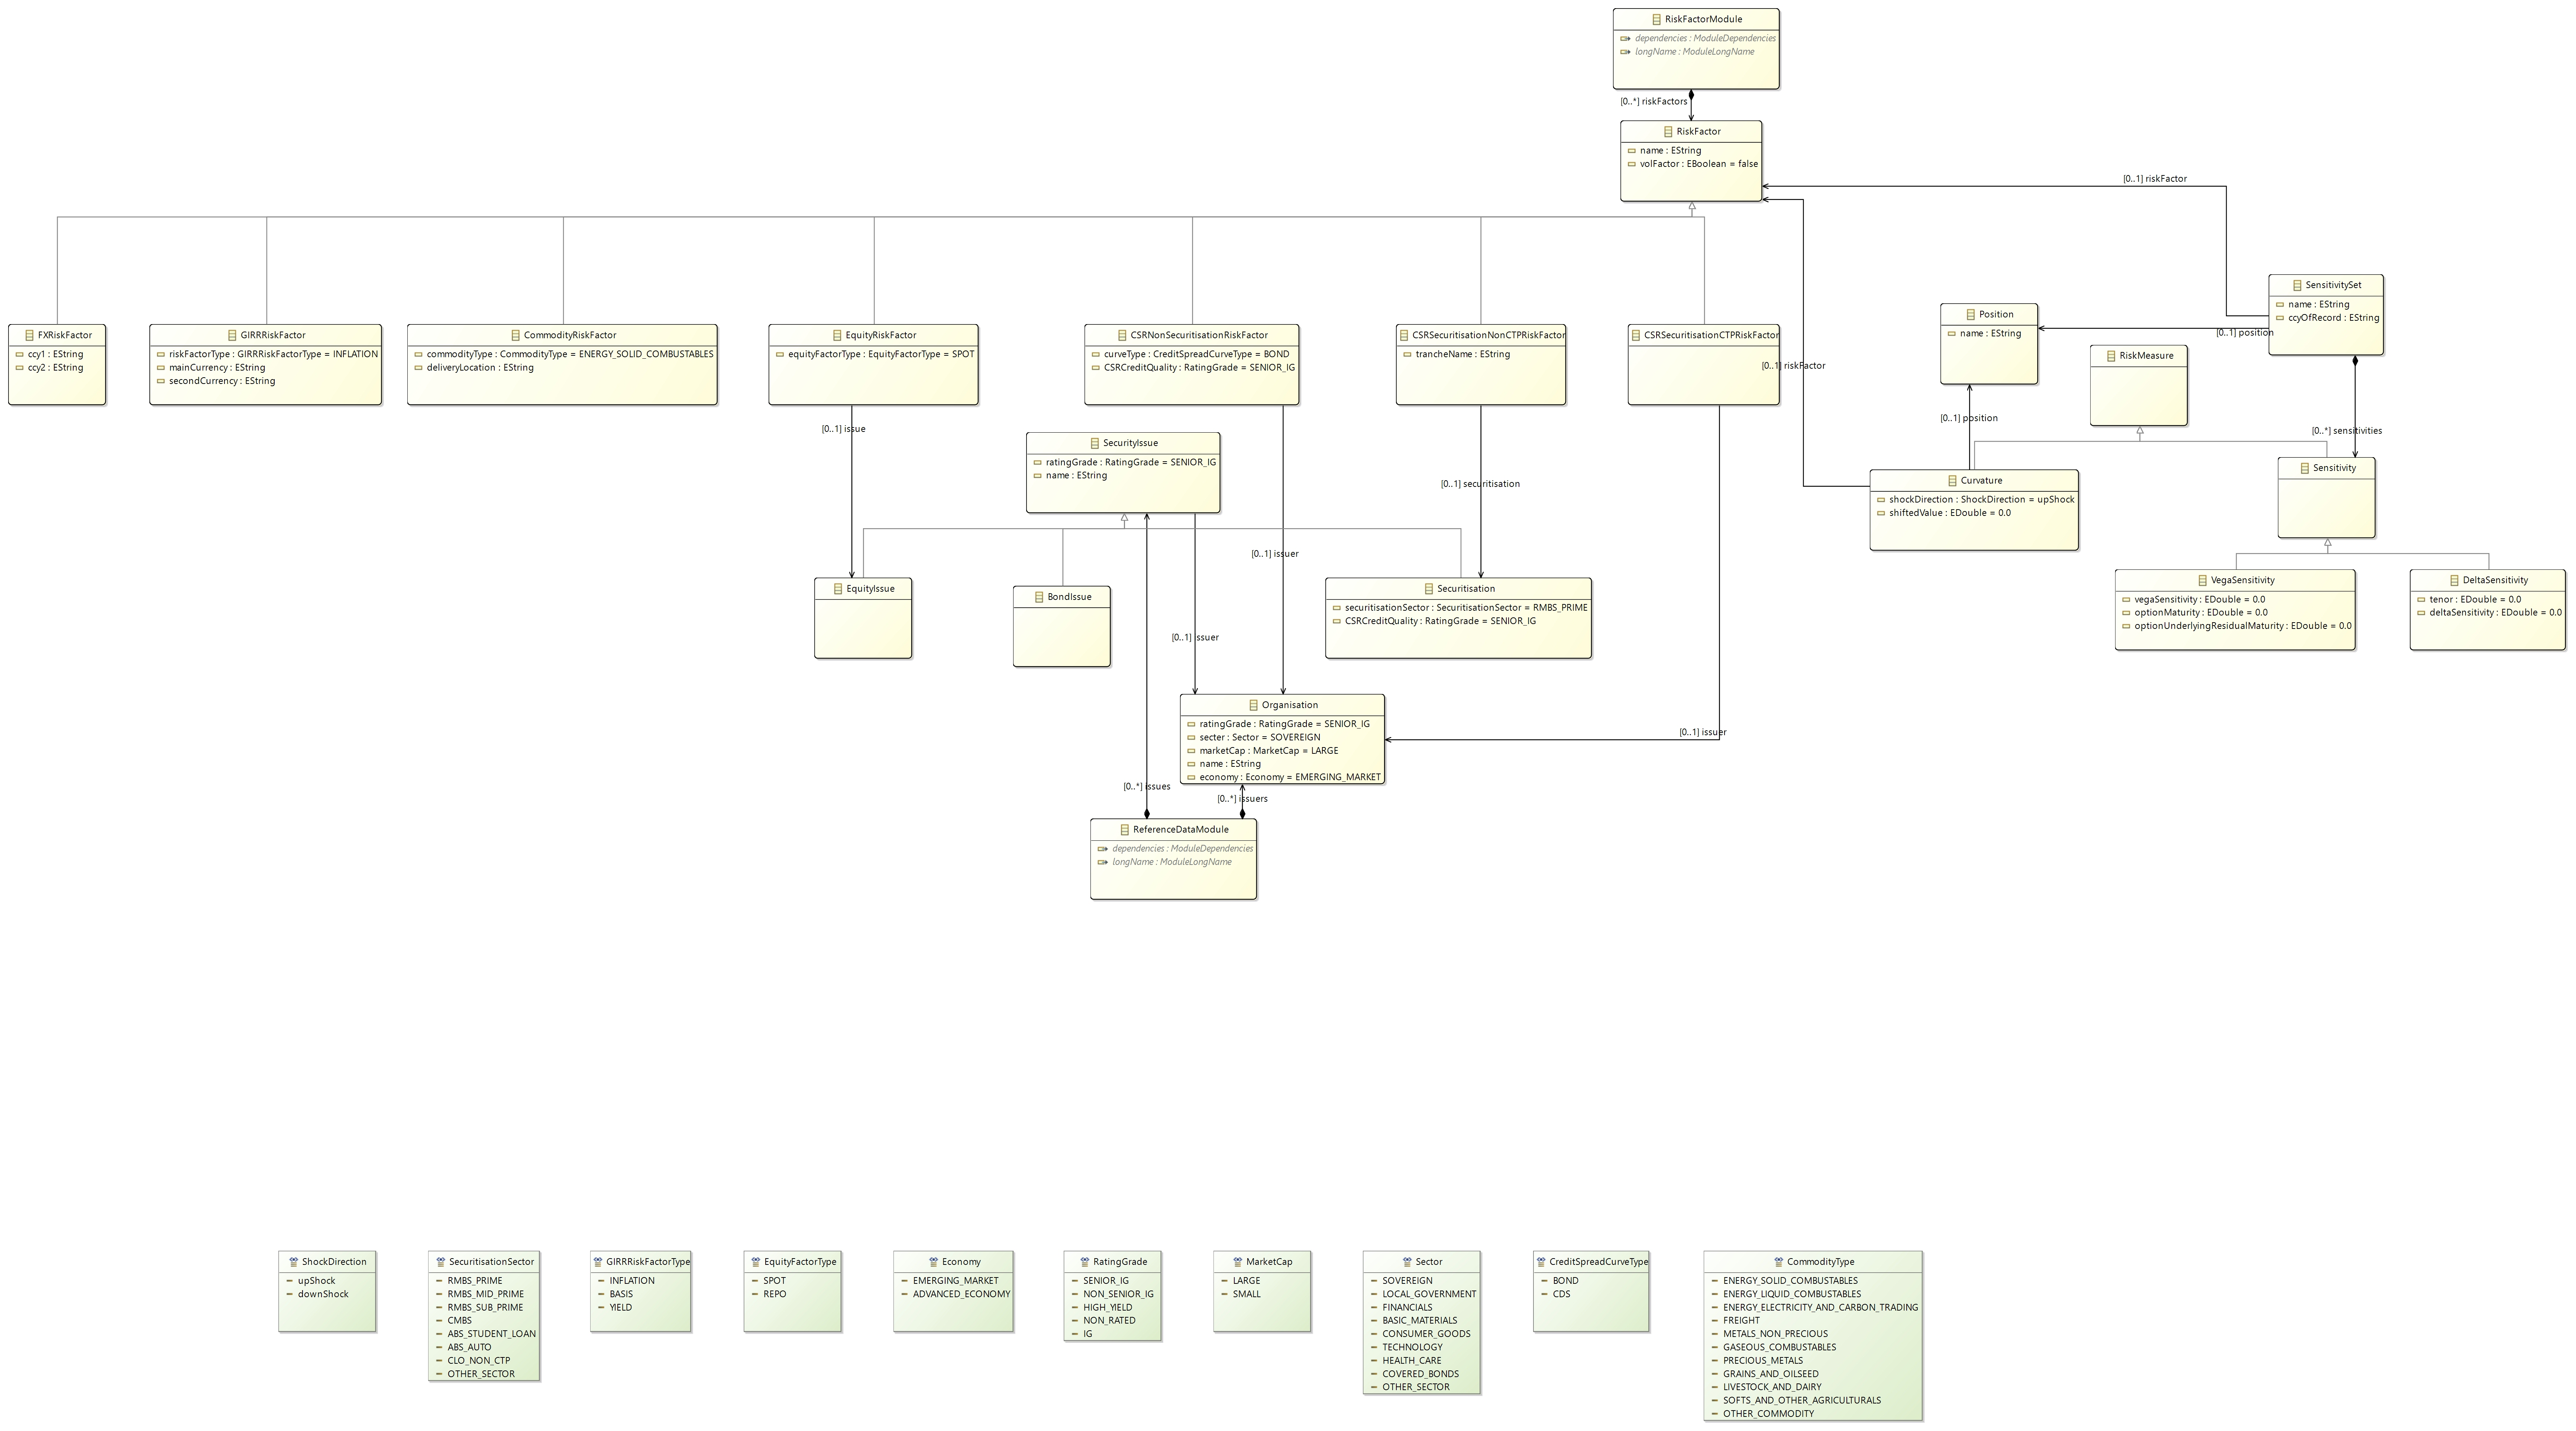 RiskFactorModule
dependencies : ModuleDependencies
longName : ModuleLongName
[0..*] riskFactors
RiskFactor
name : EString
volFactor : EBoolean = false
[0..1] riskFactor
SensitivitySet
name : EString
ccyOfRecord : EString
Position
name : EString
[0..1] position
RiskMeasure
FXRiskFactor
ccy1 : EString
ccy2 : EString
GIRRRiskFactor
riskFactorType : GIRRRiskFactorType = INFLATION
mainCurrency : EString
secondCurrency : EString
CommodityRiskFactor
commodityType : CommodityType = ENERGY_SOLID_COMBUSTABLES
deliveryLocation : EString
EquityRiskFactor
equityFactorType : EquityFactorType = SPOT
CSRNonSecuritisationRiskFactor
curveType : CreditSpreadCurveType = BOND
CSRCreditQuality : RatingGrade = SENIOR_IG
CSRSecuritisationNonCTPRiskFactor
trancheName : EString
CSRSecuritisationCTPRiskFactor
[0..1] riskFactor
[0..1] position
[0..*] sensitivities
[0..1] issue
SecurityIssue
ratingGrade : RatingGrade = SENIOR_IG
name : EString
[0..1] securitisation
Curvature
shockDirection : ShockDirection = upShock
shiftedValue : EDouble = 0.0
Sensitivity
[0..1] issuer
EquityIssue
BondIssue
Securitisation
securitisationSector : SecuritisationSector = RMBS_PRIME
CSRCreditQuality : RatingGrade = SENIOR_IG
VegaSensitivity
vegaSensitivity : EDouble = 0.0
optionMaturity : EDouble = 0.0
optionUnderlyingResidualMaturity : EDouble = 0.0
DeltaSensitivity
tenor : EDouble = 0.0
deltaSensitivity : EDouble = 0.0
[0..1] issuer
Organisation
ratingGrade : RatingGrade = SENIOR_IG
secter : Sector = SOVEREIGN
marketCap : MarketCap = LARGE
name : EString
economy : Economy = EMERGING_MARKET
[0..1] issuer
[0..*] issues
[0..*] issuers
ReferenceDataModule
dependencies : ModuleDependencies
longName : ModuleLongName
ShockDirection
upShock
downShock
SecuritisationSector
RMBS_PRIME
RMBS_MID_PRIME
RMBS_SUB_PRIME
CMBS
ABS_STUDENT_LOAN
ABS_AUTO
CLO_NON_CTP
OTHER_SECTOR
GIRRRiskFactorType
INFLATION
BASIS
YIELD
EquityFactorType
SPOT
REPO
Economy
EMERGING_MARKET
ADVANCED_ECONOMY
RatingGrade
SENIOR_IG
NON_SENIOR_IG
HIGH_YIELD
NON_RATED
IG
MarketCap
LARGE
SMALL
Sector
SOVEREIGN
LOCAL_GOVERNMENT
FINANCIALS
BASIC_MATERIALS
CONSUMER_GOODS
TECHNOLOGY
HEALTH_CARE
COVERED_BONDS
OTHER_SECTOR
CreditSpreadCurveType
BOND
CDS
CommodityType
ENERGY_SOLID_COMBUSTABLES
ENERGY_LIQUID_COMBUSTABLES
ENERGY_ELECTRICITY_AND_CARBON_TRADING
FREIGHT
METALS_NON_PRECIOUS
GASEOUS_COMBUSTABLES
PRECIOUS_METALS
GRAINS_AND_OILSEED
LIVESTOCK_AND_DAIRY
SOFTS_AND_OTHER_AGRICULTURALS
OTHER_COMMODITY